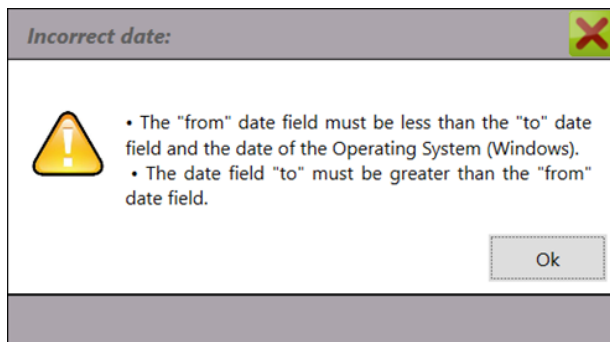 Incorrect date:
• The "from" date field must be less than the "to" date
field and the date of the Operating System (Windows).
• The date field "to" must be greater than the "from"
date field.
Ok